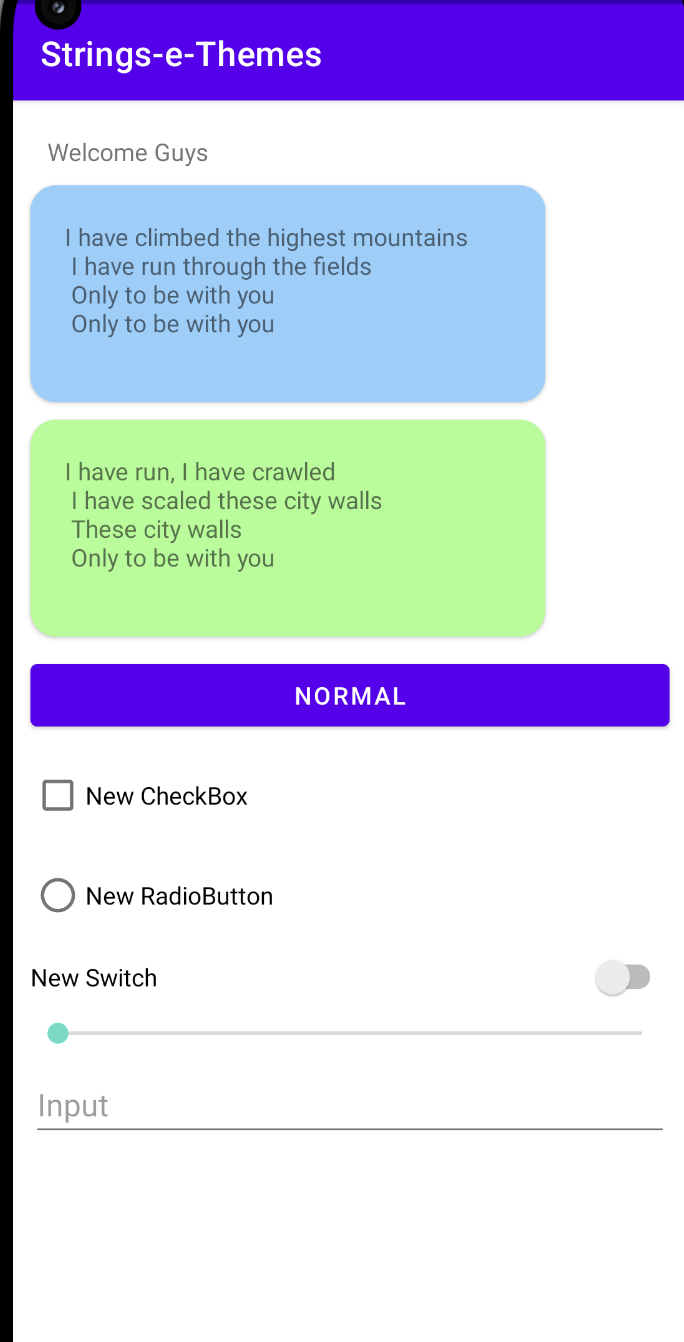 Strings-e-Themes
Welcome Guys
I have climbed the highest mountains
I have run through the fields
Only to be with you
Only to be with you
I have run, I have crawled
I have scaled these city walls
These city walls
Only to be with you
NORMAL
New CheckBox
New RadioButton
New Switch
Input